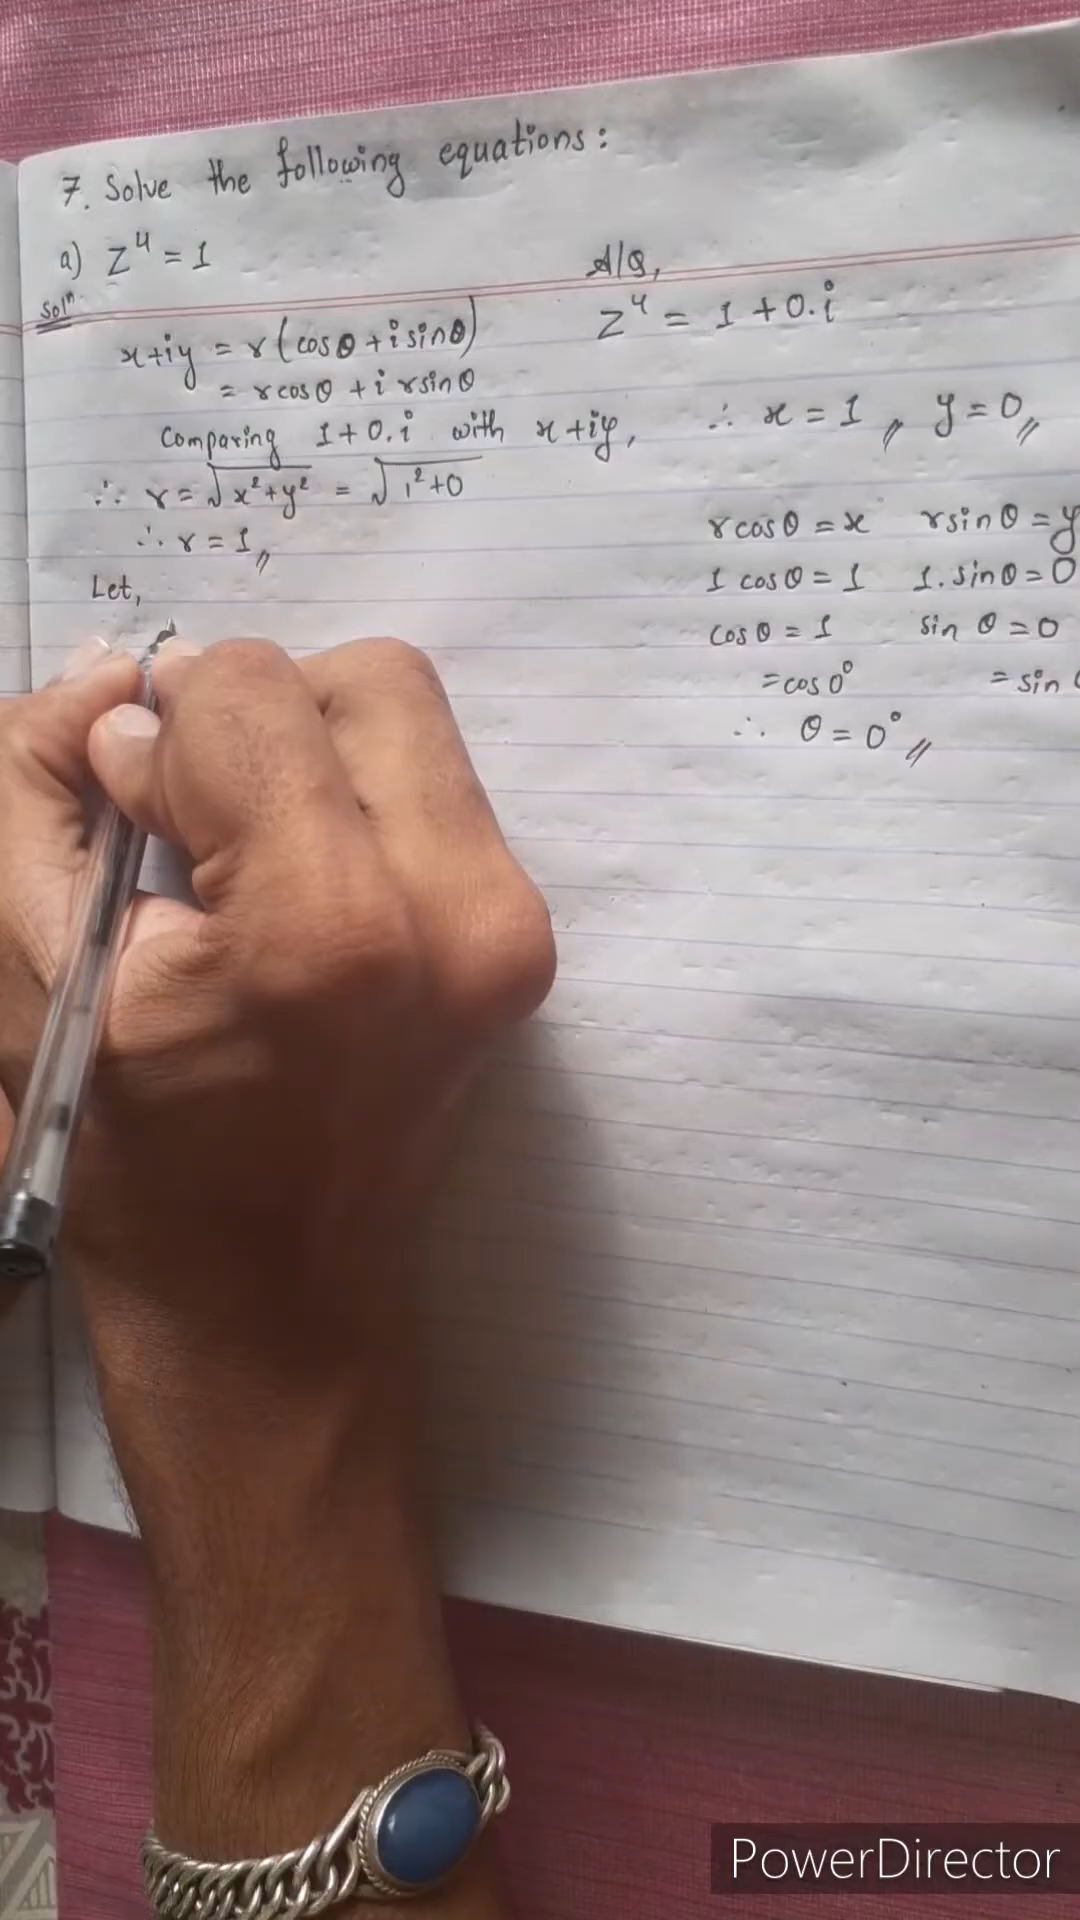 7. Solve the following equations:
a) z⁴ = 1
Solⁿ
x+iy = r(cosθ + i sinθ)
= r cosθ + i r sinθ
A/Q,
z⁴ = 1 + 0.i
Comparing 1+0.i with x+iy, ∴ x = 1,, y = 0,,
∴ r = √x²+y² = √1²+0
∴ r = 1,,
Let,
r cosθ = x r sinθ = y
1 cosθ = 1 1. sinθ = 0
cosθ = 1 sin θ = 0
= cos 0° = sin
∴ θ = 0°,,
PowerDirector